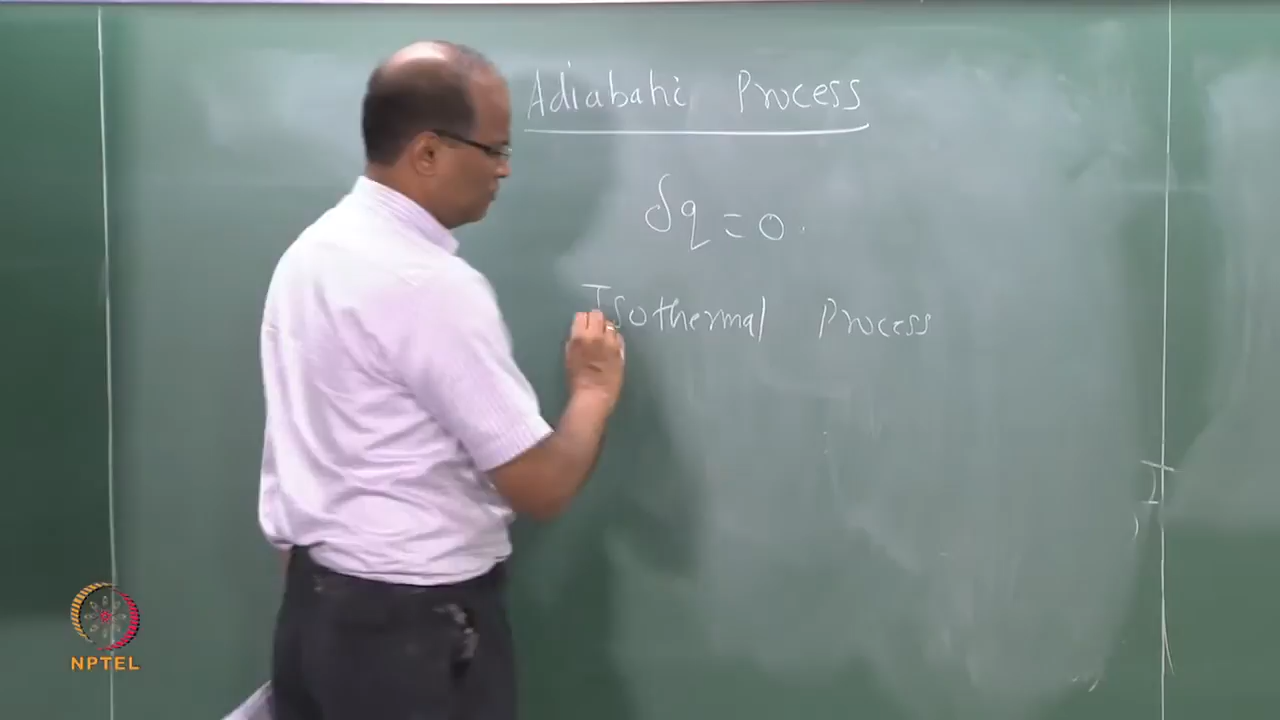 Adiabatic Process
δq = 0.
Isothermal Process
NPTEL